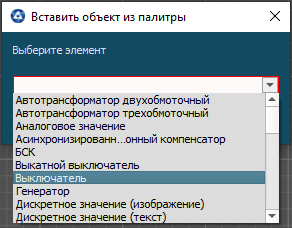 Вставить объект из палитры
Выберите элемент
Автотрансформатор двухобмоточный
Автотрансформатор трехобмоточный
Аналоговое значение
Асинхронизированн...онный компенсатор
БСК
Выкатной выключатель
Выключатель
Генератор
Дискретное значение (изображение)
Дискретное значение (текст)